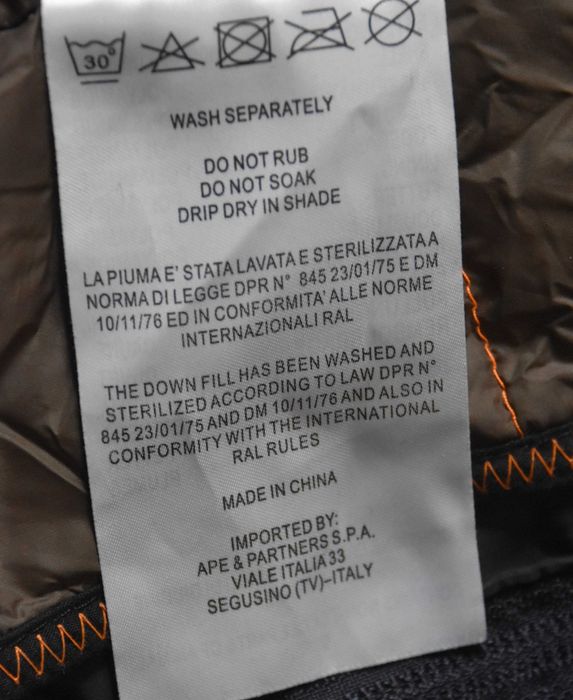 30°
WASH SEPARATELY
DO NOT RUB
DO NOT SOAK
DRIP DRY IN SHADE
LA PIUMA E' STATA LAVATA E STERILIZZATA A
NORMA DI LEGGE DPR N° 845 23/01/75 E DM
10/11/76 ED IN CONFORMITA' ALLE NORME
INTERNAZIONALI RAL
THE DOWN FILL HAS BEEN WASHED AND
STERILIZED ACCORDING TO LAW DPR N°
845 23/01/75 AND DM 10/11/76 AND ALSO IN
CONFORMITY WITH THE INTERNATIONAL
RAL RULES
MADE IN CHINA
IMPORTED BY:
APE & PARTNERS S.P.A.
VIALE ITALIA 33
SEGUSINO (TV)–ITALY